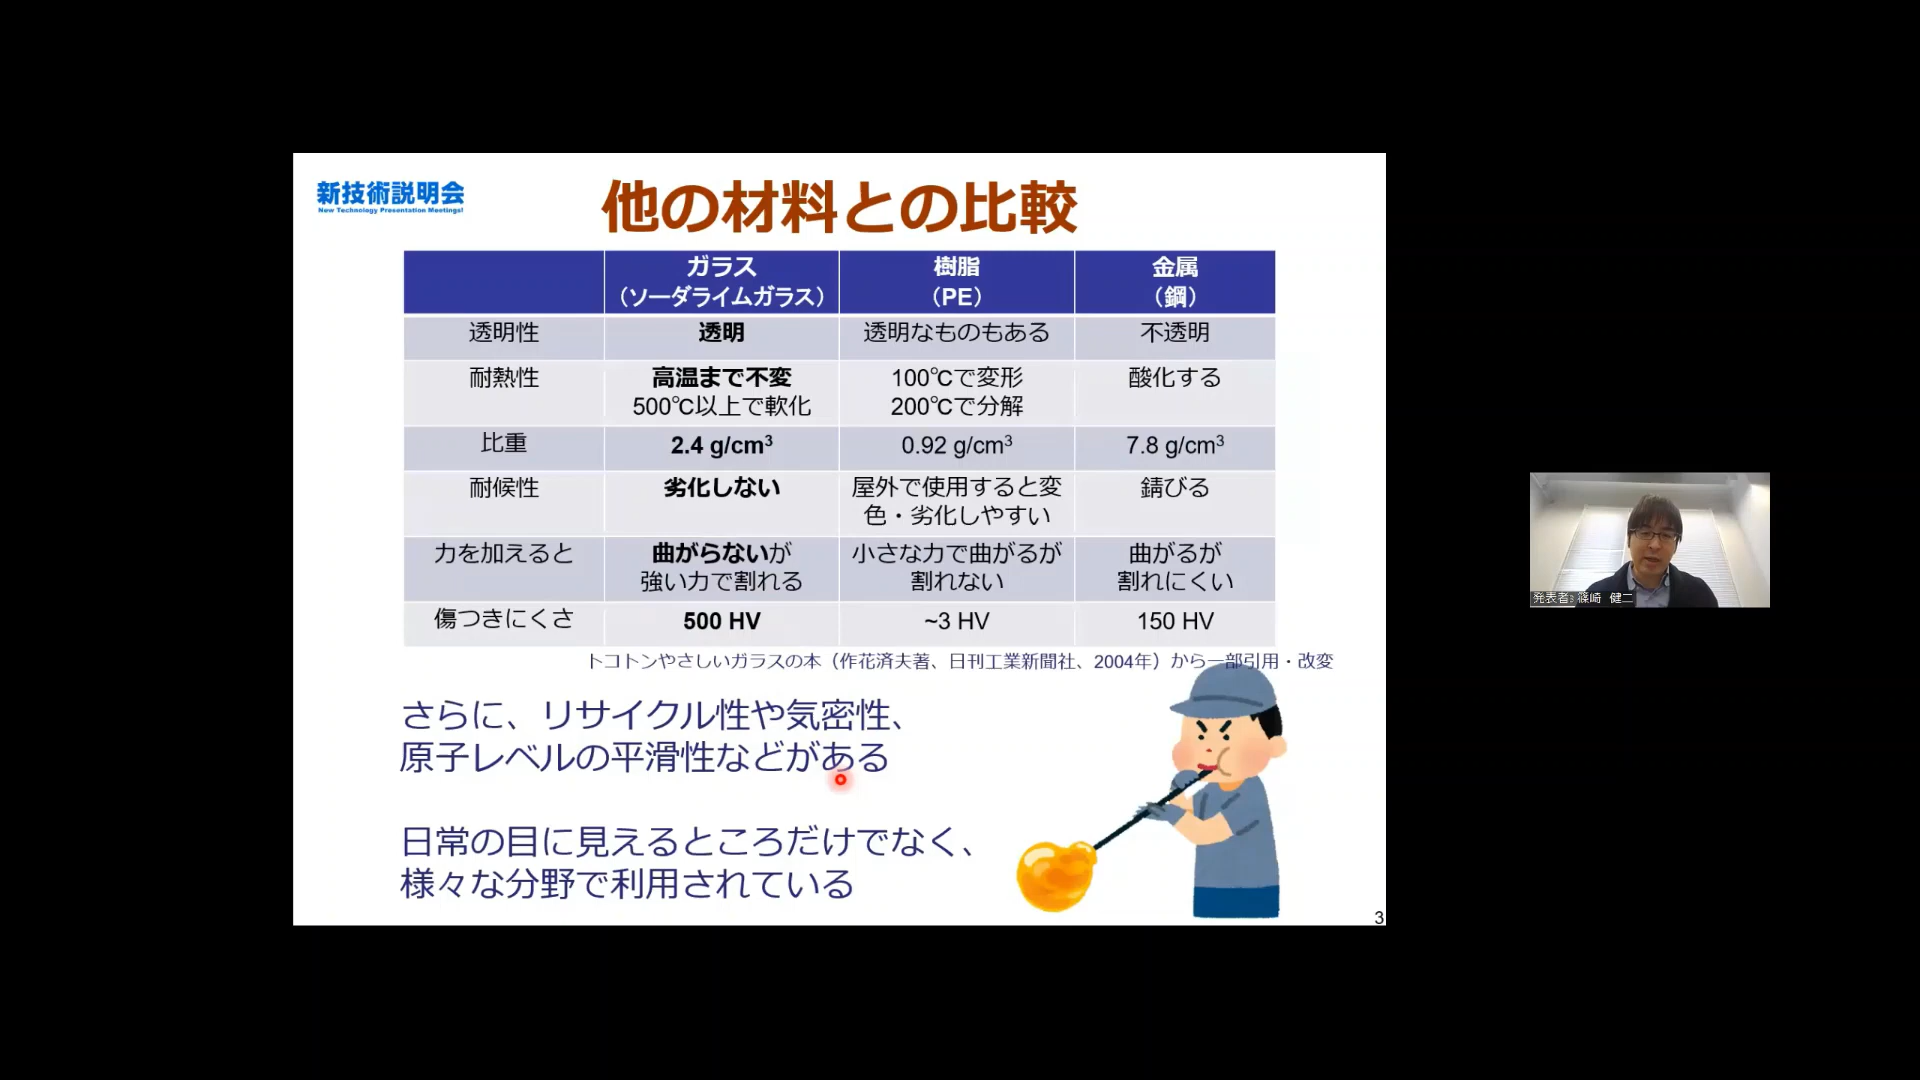 新技術説明会
New Technology Presentation Meetings!
他の材料との比較
ガラス
（ソーダライムガラス）
樹脂
（PE）
金属
（鋼）
透明性
透明
透明なものもある
不透明
耐熱性
高温まで不変
500℃以上で軟化
100℃で変形
200℃で分解
酸化する
比重
2.4 g/cm³
0.92 g/cm³
7.8 g/cm³
耐候性
劣化しない
屋外で使用すると変
色・劣化しやすい
錆びる
力を加えると
曲がらないが
強い力で割れる
小さな力で曲がるが
割れない
曲がるが
割れにくい
傷つきにくさ
500 HV
~3 HV
150 HV
トコトンやさしいガラスの本（作花済夫著、日刊工業新聞社、2004年）から一部引用・改変
さらに、リサイクル性や気密性、
原子レベルの平滑性などがある
日常の目に見えるところだけでなく、
様々な分野で利用されている
3
発表者：篠崎 健二